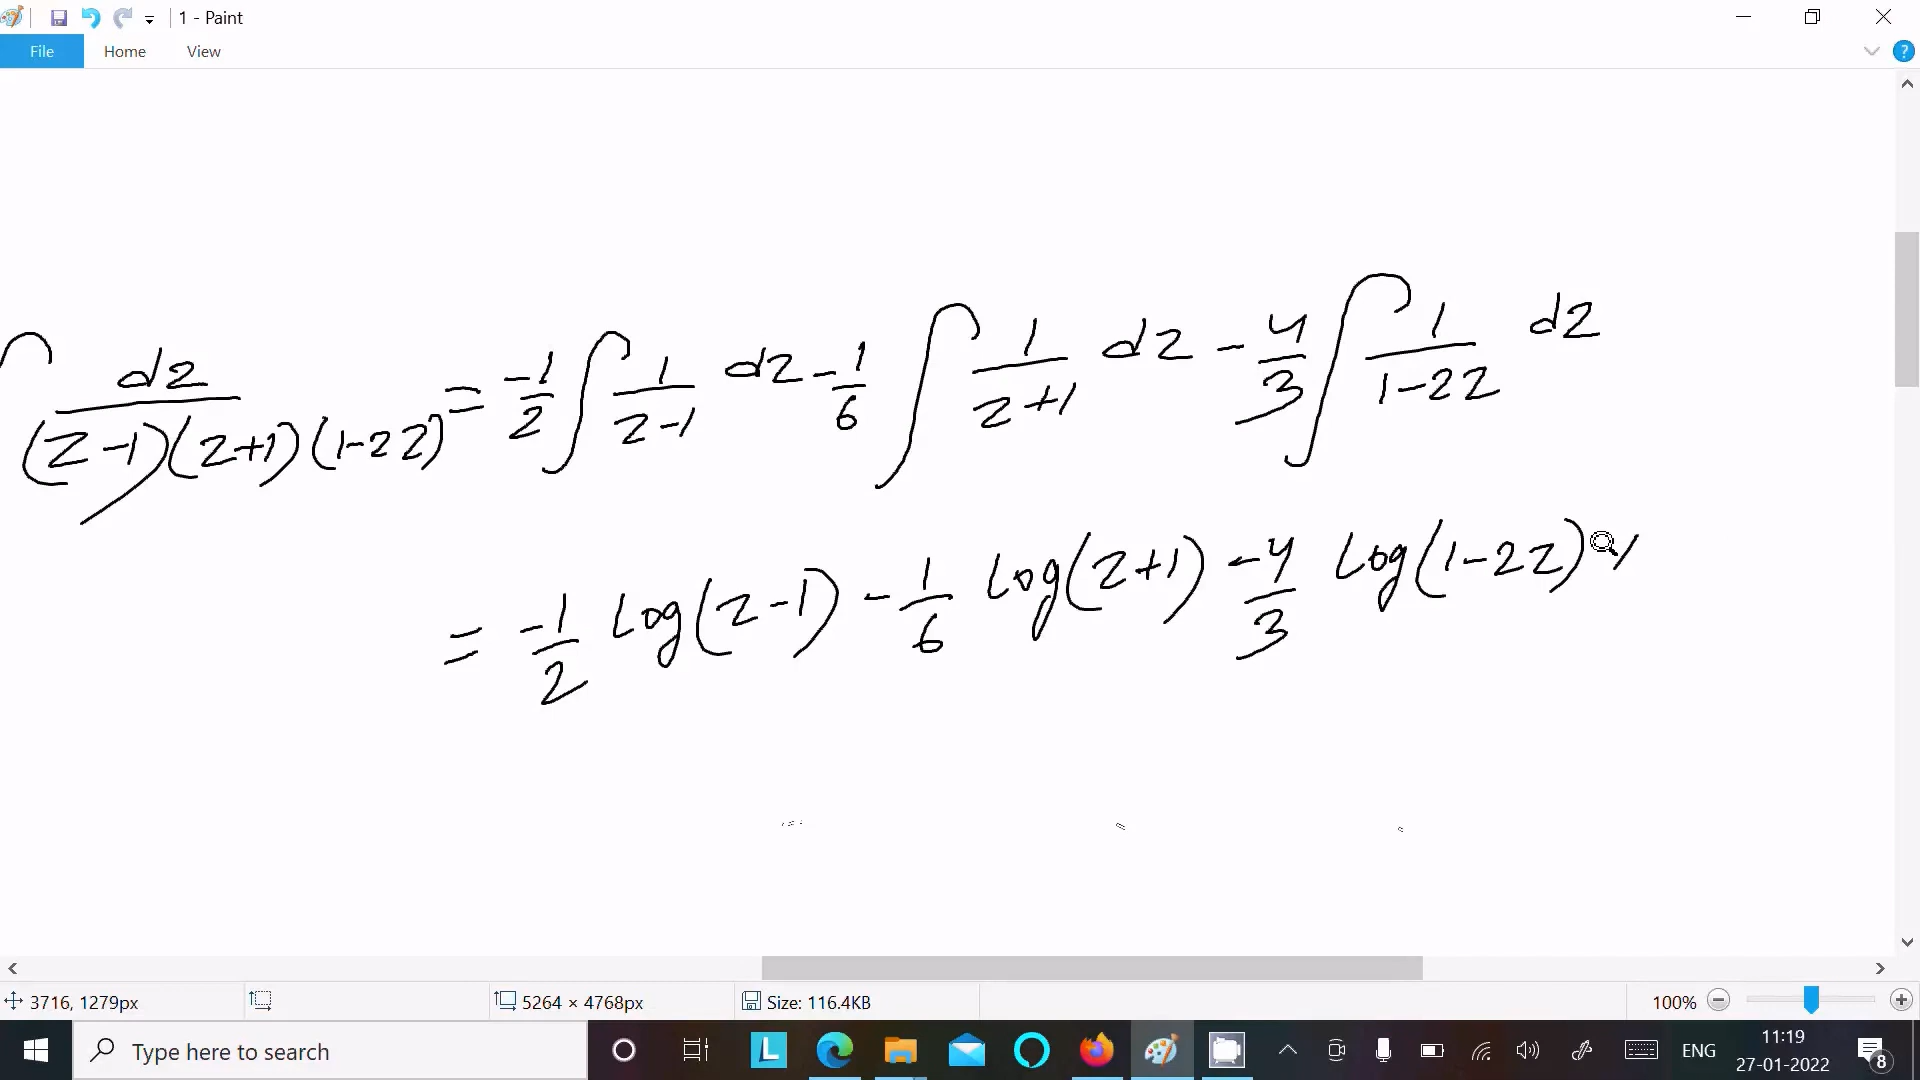 1 - Paint
File Home View
∫ dz/((z-1)(z+1)(1-2z)) = -1/2 ∫ 1/(z-1) dz - 1/6 ∫ 1/(z+1) dz - 4/3 ∫ 1/(1-2z) dz
= -1/2 log(z-1) - 1/6 log(z+1) - 4/3 log(1-2z)
3716, 1279px 5264 × 4768px Size: 116.4KB 100%
Type here to search L ENG 11:19
27-01-2022 8